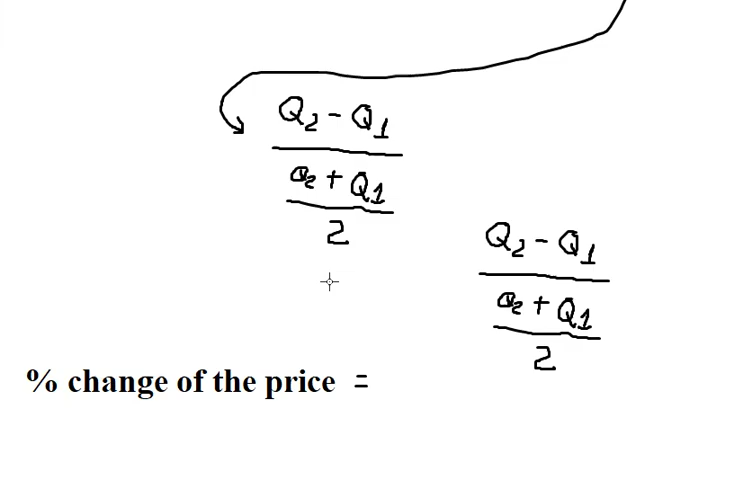 Q2 - Q1
Q2 + Q1
2
Q2 - Q1
Q2 + Q1
2
% change of the price =